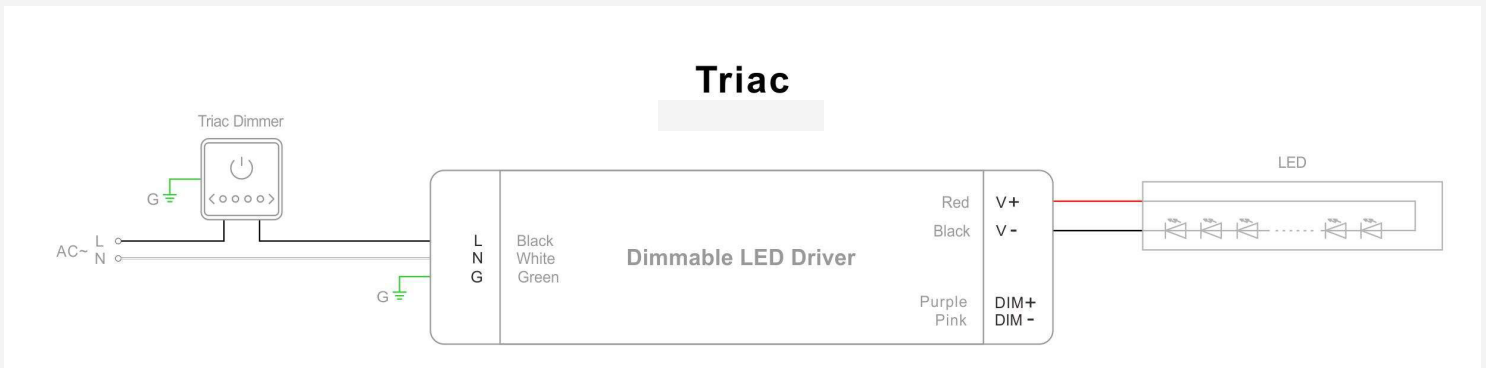 Triac
Triac Dimmer
G
AC~ L
N
L Black
N White
G Green
G
Dimmable LED Driver
Red V+
Black V-
Purple DIM+
Pink DIM-
LED